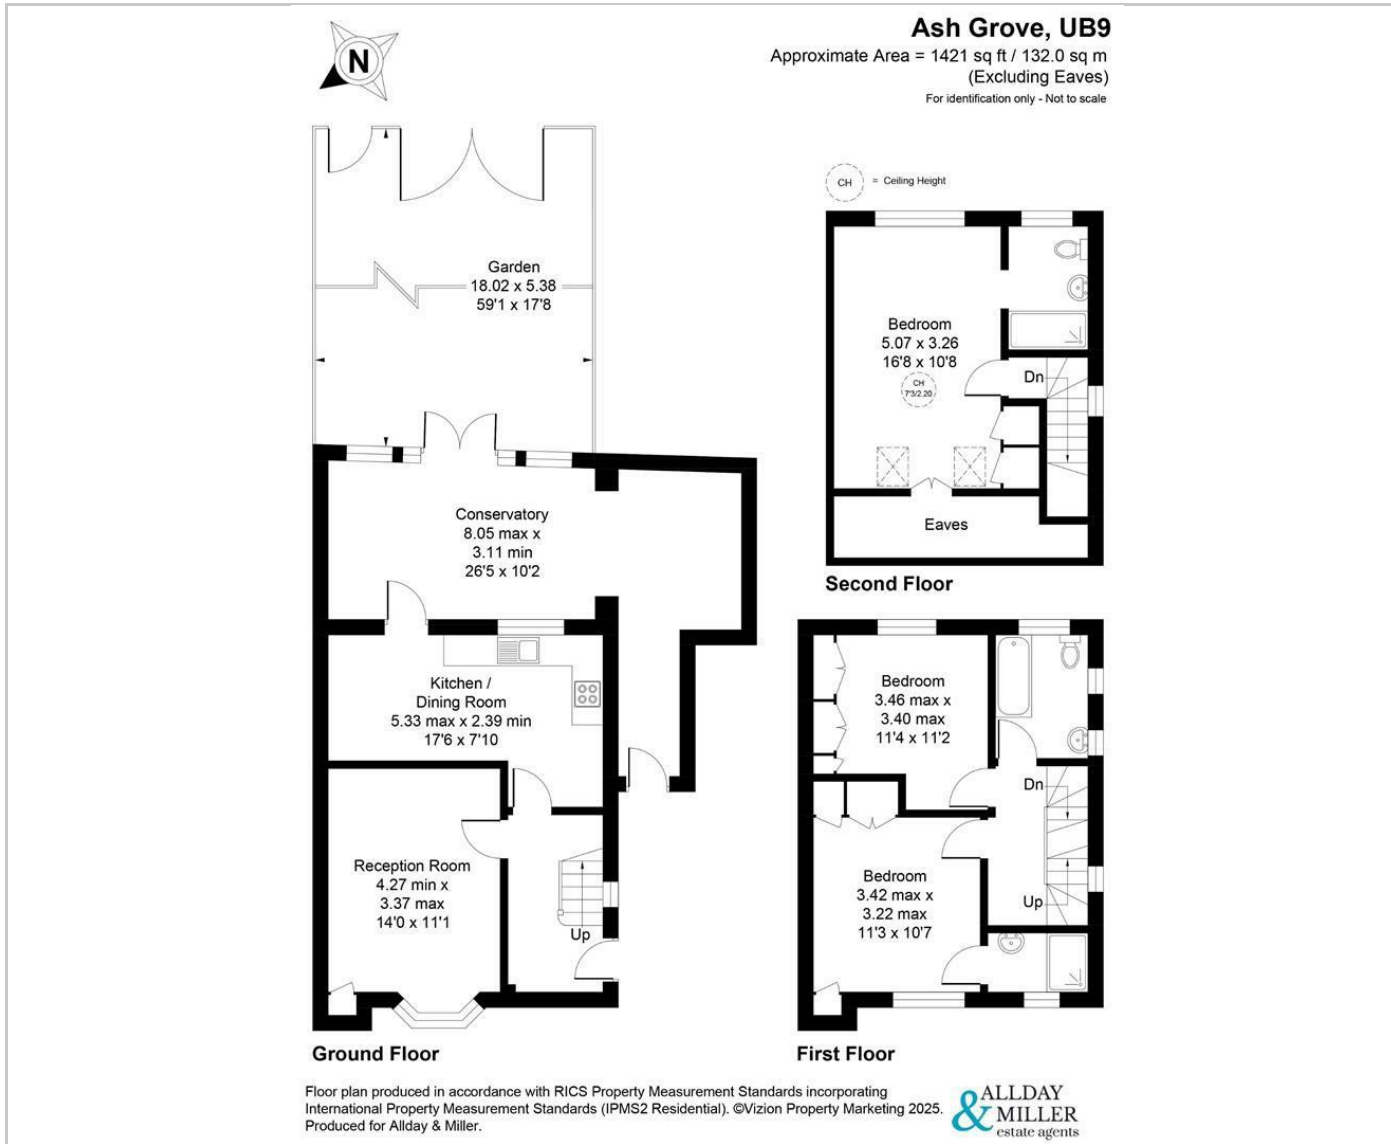 N
Ash Grove, UB9
Approximate Area = 1421 sq ft / 132.0 sq m
(Excluding Eaves)
For identification only - Not to scale
CH = Ceiling Height
Garden
18.02 x 5.38
59'1 x 17'8
Bedroom
5.07 x 3.26
16'8 x 10'8
CH
7'3/2.20
Dn
Eaves
Second Floor
Conservatory
8.05 max x
3.11 min
26'5 x 10'2
Kitchen /
Dining Room
5.33 max x 2.39 min
17'6 x 7'10
Reception Room
4.27 min x
3.37 max
14'0 x 11'1
Up
Ground Floor
Bedroom
3.46 max x
3.40 max
11'4 x 11'2
Dn
Bedroom
3.42 max x
3.22 max
11'3 x 10'7
Up
First Floor
Floor plan produced in accordance with RICS Property Measurement Standards incorporating
International Property Measurement Standards (IPMS2 Residential). ©Vizion Property Marketing 2025.
Produced for Allday & Miller.
ALLDAY
& MILLER
estate agents